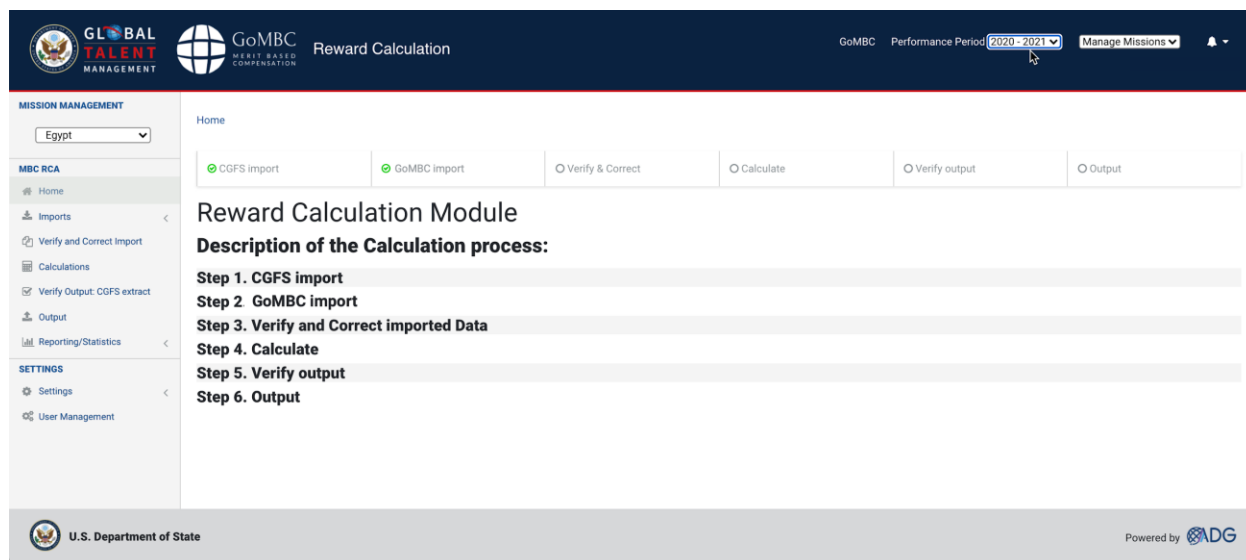 GLOBAL
TALENT
MANAGEMENT
GoMBC
MERIT BASED
COMPENSATION
Reward Calculation
GoMBC
Performance Period 2020 - 2021
Manage Missions
MISSION MANAGEMENT
Egypt
MBC RCA
Home
Imports
Verify and Correct Import
Calculations
Verify Output: CGFS extract
Output
Reporting/Statistics
SETTINGS
Settings
User Management
Home
CGFS import
GoMBC import
Verify & Correct
Calculate
Verify output
Output
Reward Calculation Module
Description of the Calculation process:
Step 1. CGFS import
Step 2. GoMBC import
Step 3. Verify and Correct imported Data
Step 4. Calculate
Step 5. Verify output
Step 6. Output
U.S. Department of State
Powered by ADG